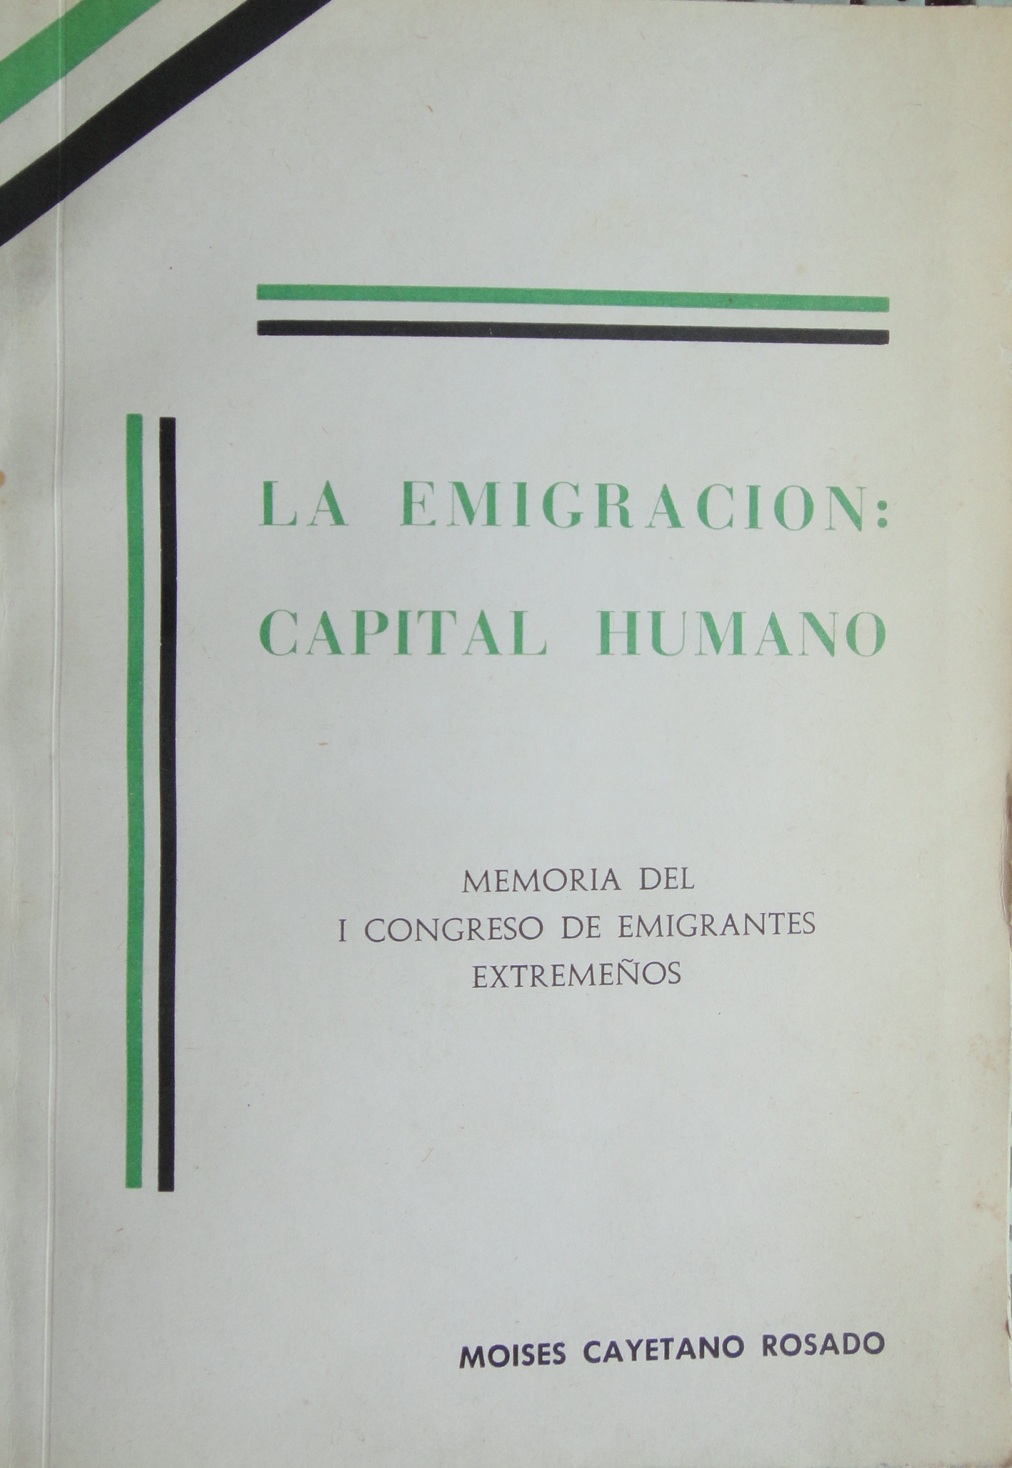 LA EMIGRACION:
CAPITAL HUMANO
MEMORIA DEL
I CONGRESO DE EMIGRANTES
EXTREMEÑOS
MOISES CAYETANO ROSADO